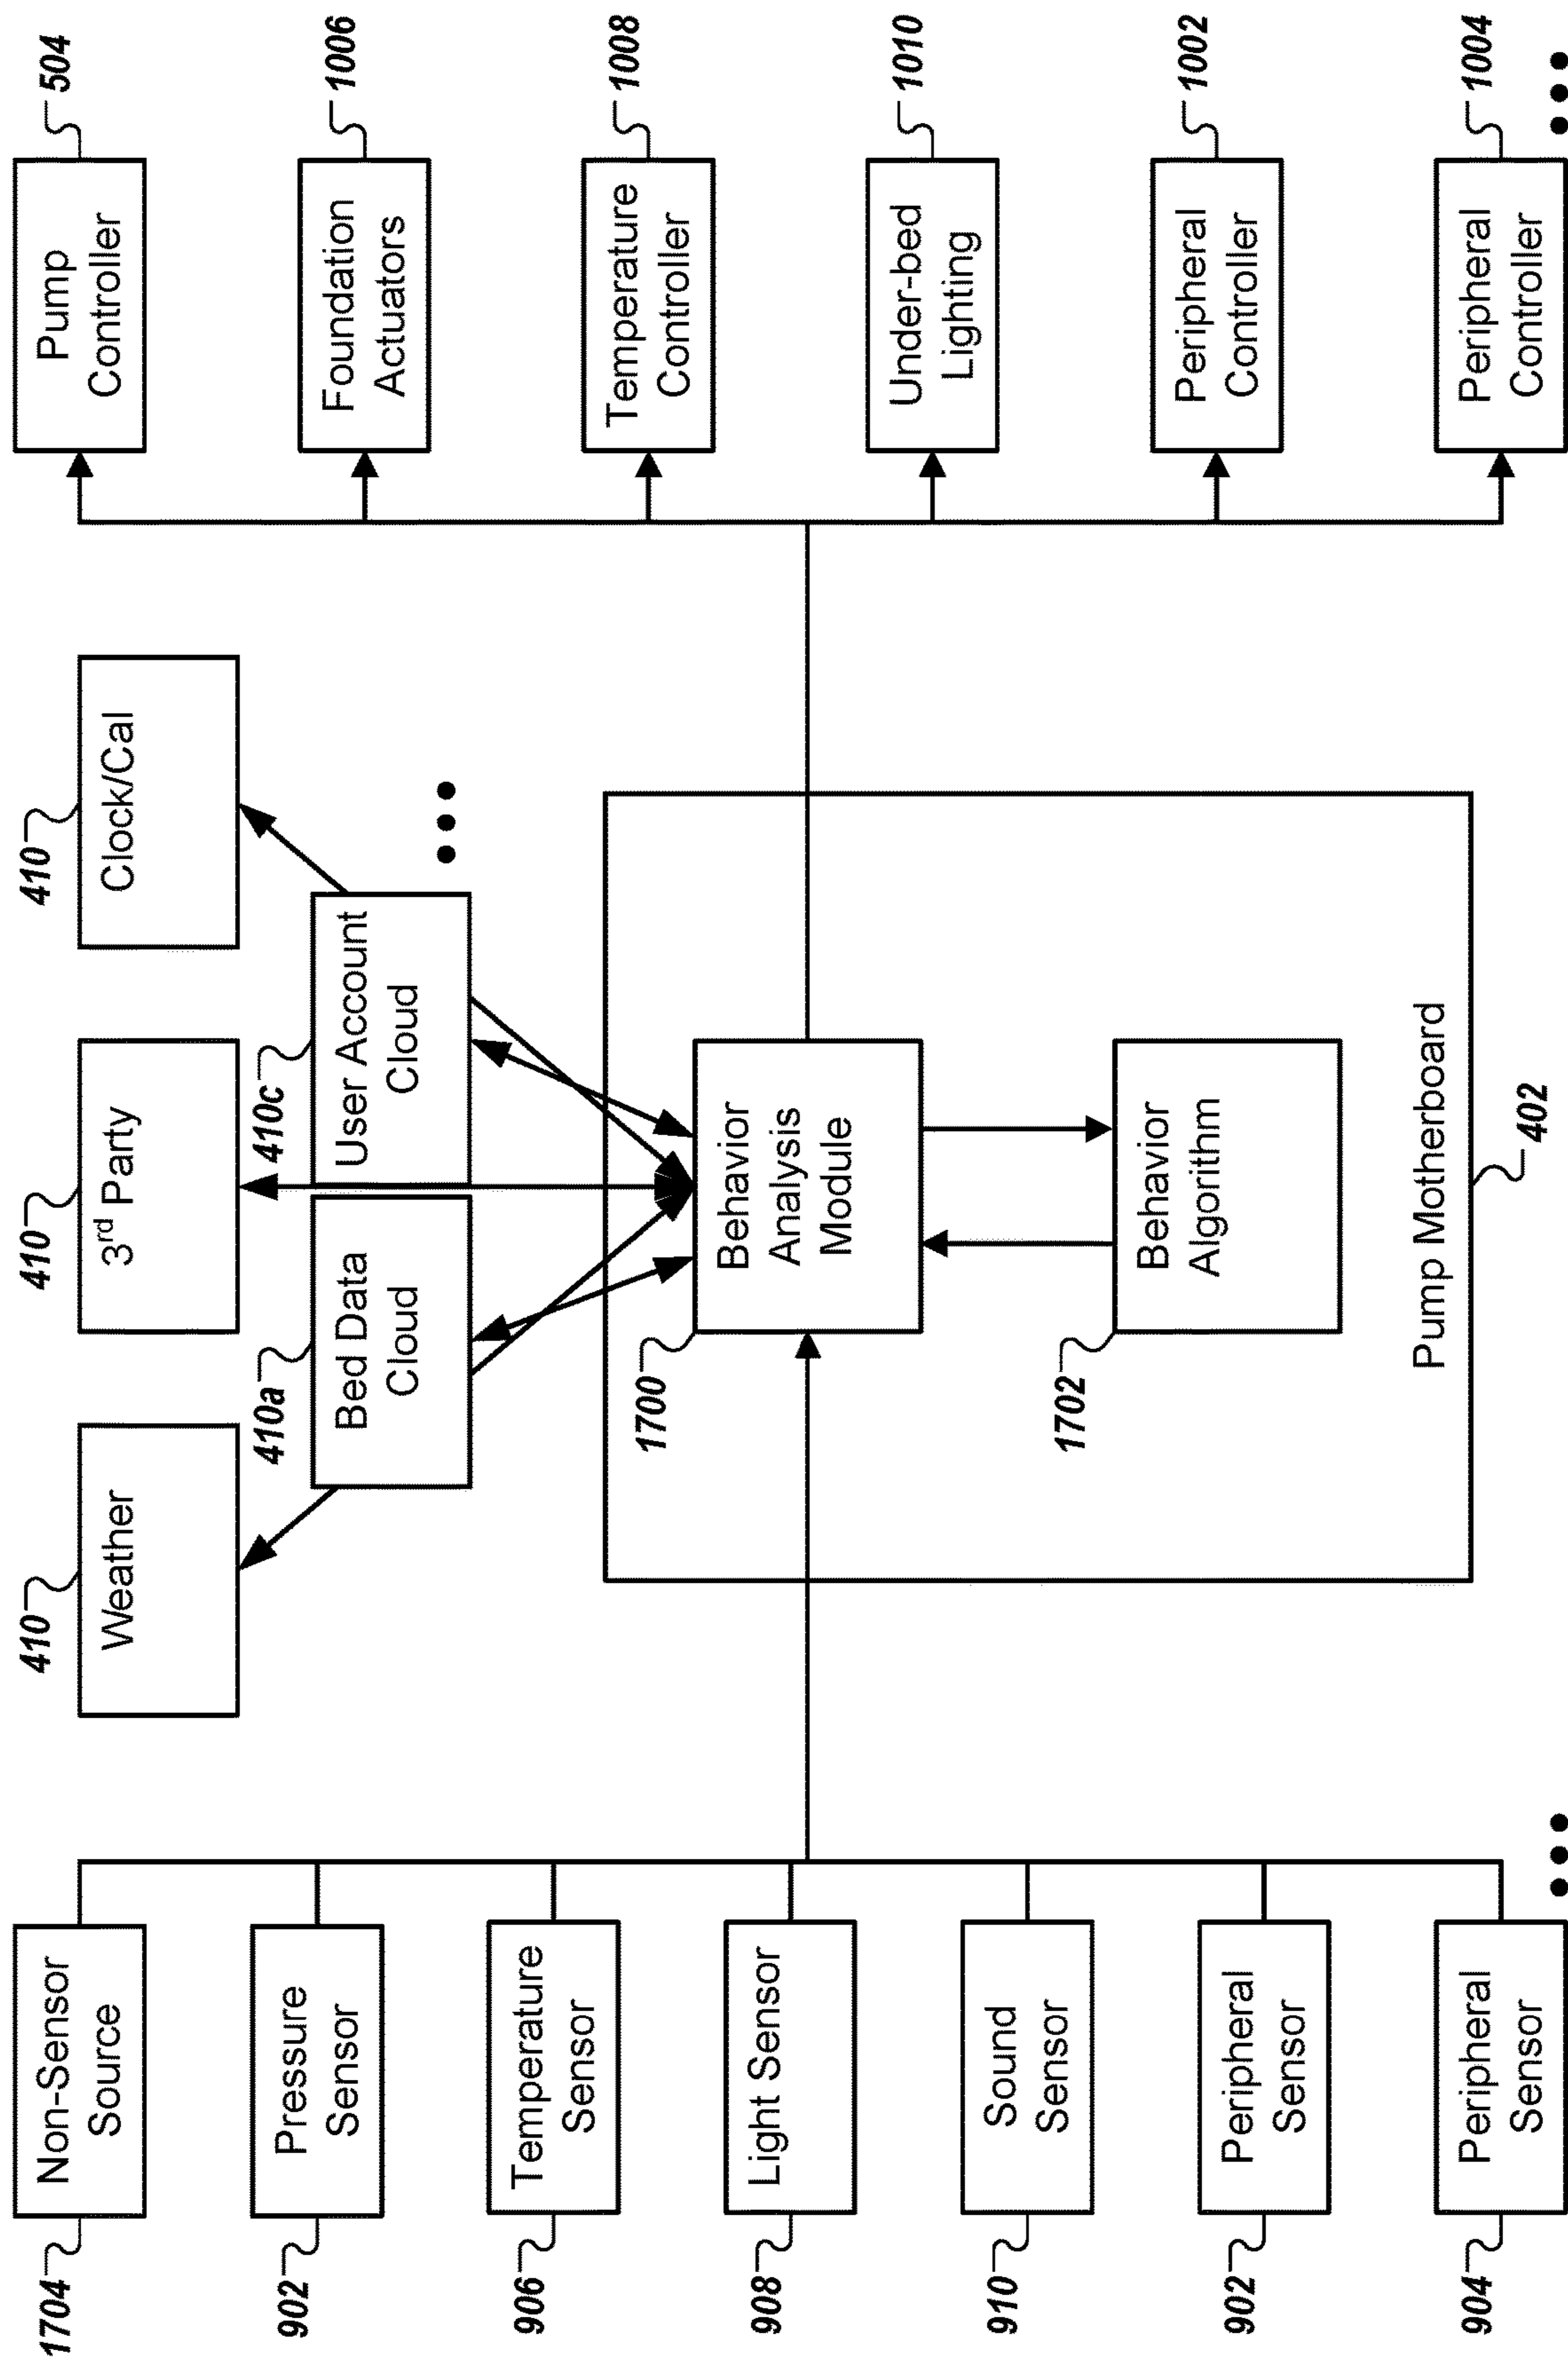 1704
Non-Sensor
Source
902
Pressure
Sensor
906
Temperature
Sensor
908
Light Sensor
910
Sound
Sensor
902
Peripheral
Sensor
904
Peripheral
Sensor
410
Weather
410
3rd Party
410
Clock/Cal
410a
Bed Data
Cloud
410c
User Account
Cloud
1700
Behavior
Analysis
Module
1702
Behavior
Algorithm
Pump Motherboard
402
Pump
Controller
504
Foundation
Actuators
1006
Temperature
Controller
1008
Under-bed
Lighting
1010
Peripheral
Controller
1002
Peripheral
Controller
1004